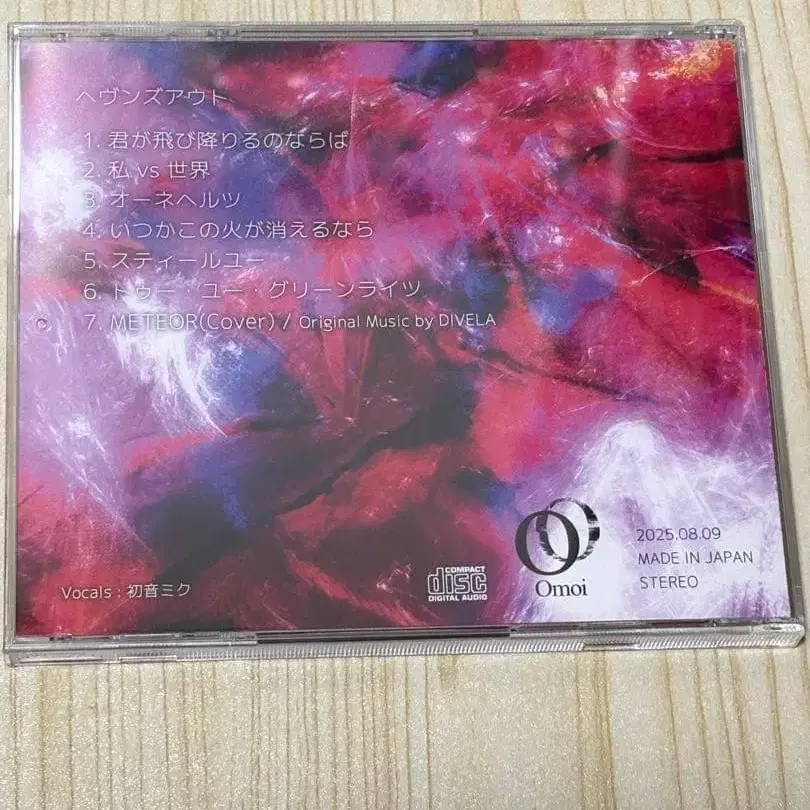 ヘヴンズアウト
1. 君が飛び降りるのならば
2. 私 vs 世界
3. オーネヘルツ
4. いつかこの火が消えるなら
5. スティールユー
6. トゥー・ユー・グリーンライツ
7. METEOR(Cover) / Original Music by DIVELA
Vocals : 初音ミク
COMPACT
disc
DIGITAL AUDIO
Omoi
2025.08.09
MADE IN JAPAN
STEREO